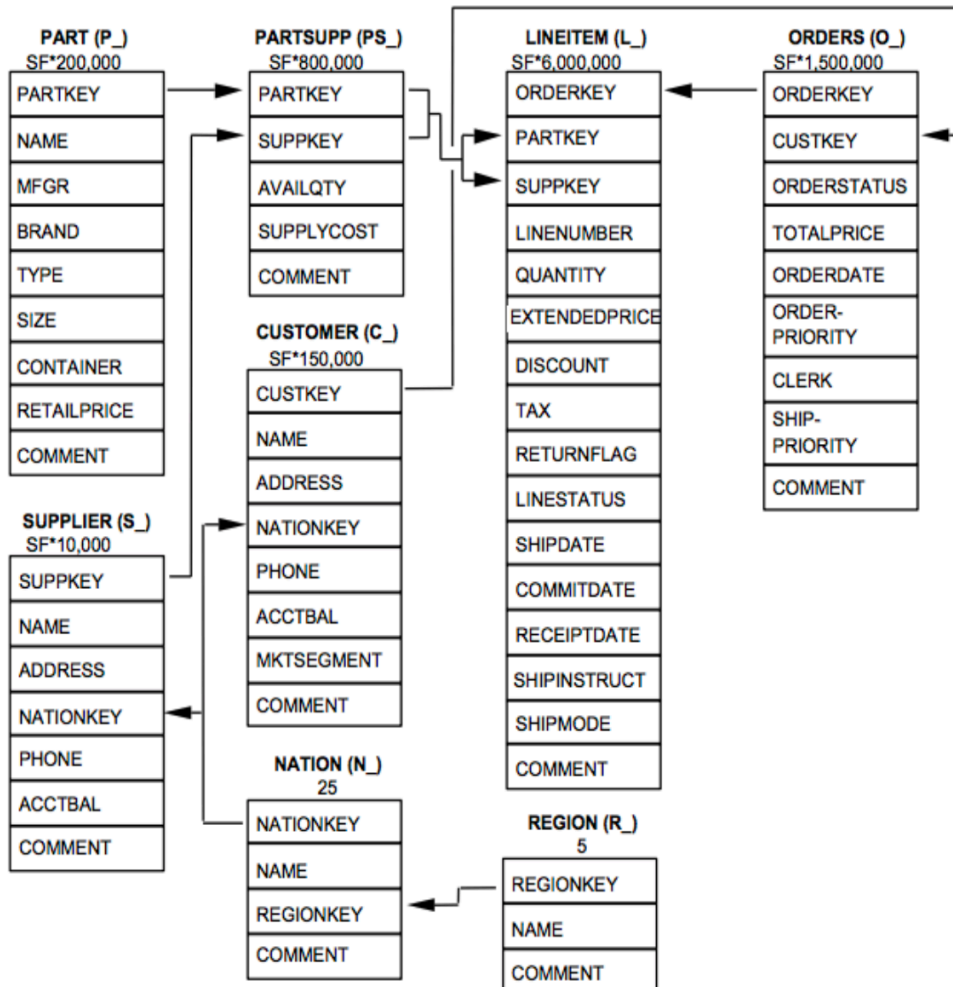 PART (P_)
SF*200,000
PARTKEY
NAME
MFGR
BRAND
TYPE
SIZE
CONTAINER
RETAILPRICE
COMMENT
SUPPLIER (S_)
SF*10,000
SUPPKEY
NAME
ADDRESS
NATIONKEY
PHONE
ACCTBAL
COMMENT
PARTSUPP (PS_)
SF*800,000
PARTKEY
SUPPKEY
AVAILQTY
SUPPLYCOST
COMMENT
CUSTOMER (C_)
SF*150,000
CUSTKEY
NAME
ADDRESS
NATIONKEY
PHONE
ACCTBAL
MKTSEGMENT
COMMENT
NATION (N_)
25
NATIONKEY
NAME
REGIONKEY
COMMENT
LINEITEM (L_)
SF*6,000,000
ORDERKEY
PARTKEY
SUPPKEY
LINENUMBER
QUANTITY
EXTENDEDPRICE
DISCOUNT
TAX
RETURNFLAG
LINESTATUS
SHIPDATE
COMMITDATE
RECEIPTDATE
SHIPINSTRUCT
SHIPMODE
COMMENT
REGION (R_)
5
REGIONKEY
NAME
COMMENT
ORDERS (O_)
SF*1,500,000
ORDERKEY
CUSTKEY
ORDERSTATUS
TOTALPRICE
ORDERDATE
ORDER-
PRIORITY
CLERK
SHIP-
PRIORITY
COMMENT